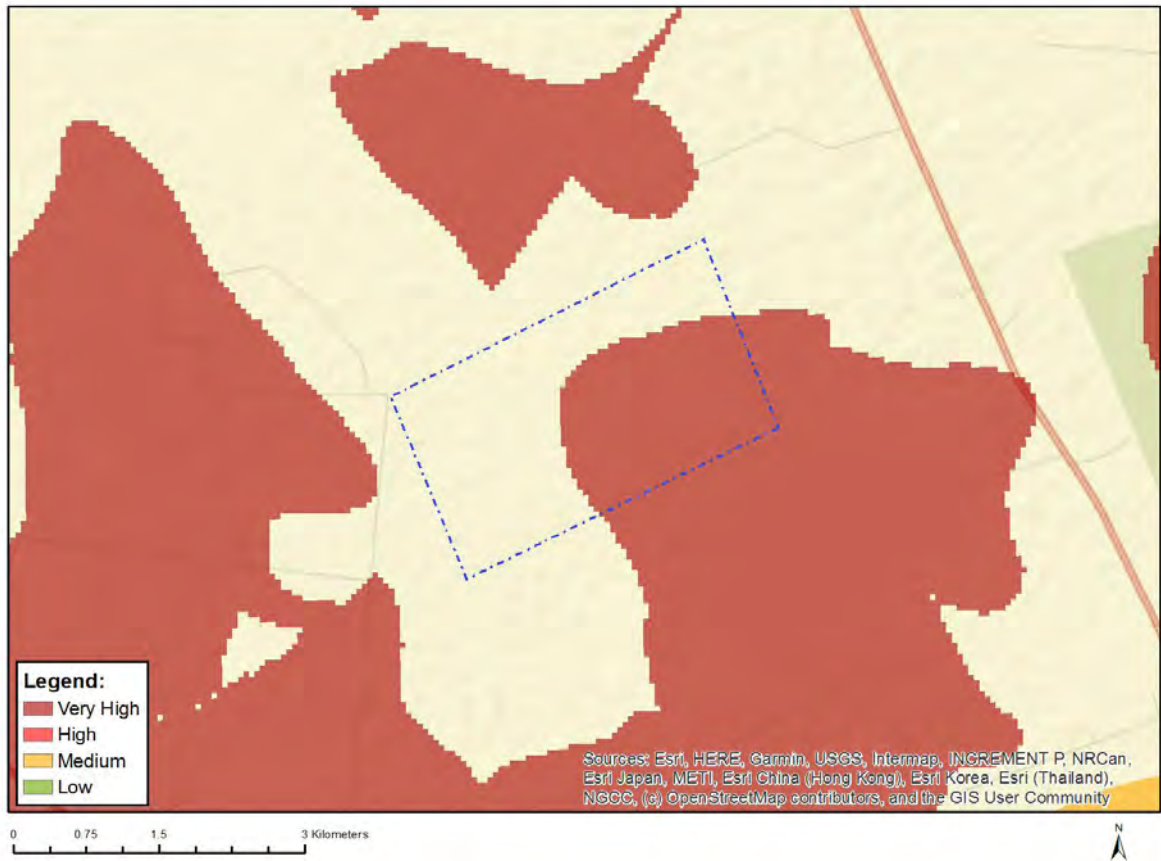 Legend:
Very High
High
Medium
Low
Sources: Esri, HERE, Garmin, USGS, Intermap, INCREMENT P, NRCan,
Esri Japan, METI, Esri China (Hong Kong), Esri Korea, Esri (Thailand),
NGCC, (c) OpenStreetMap contributors, and the GIS User Community
0 0.75 1.5 3 Kilometers
N